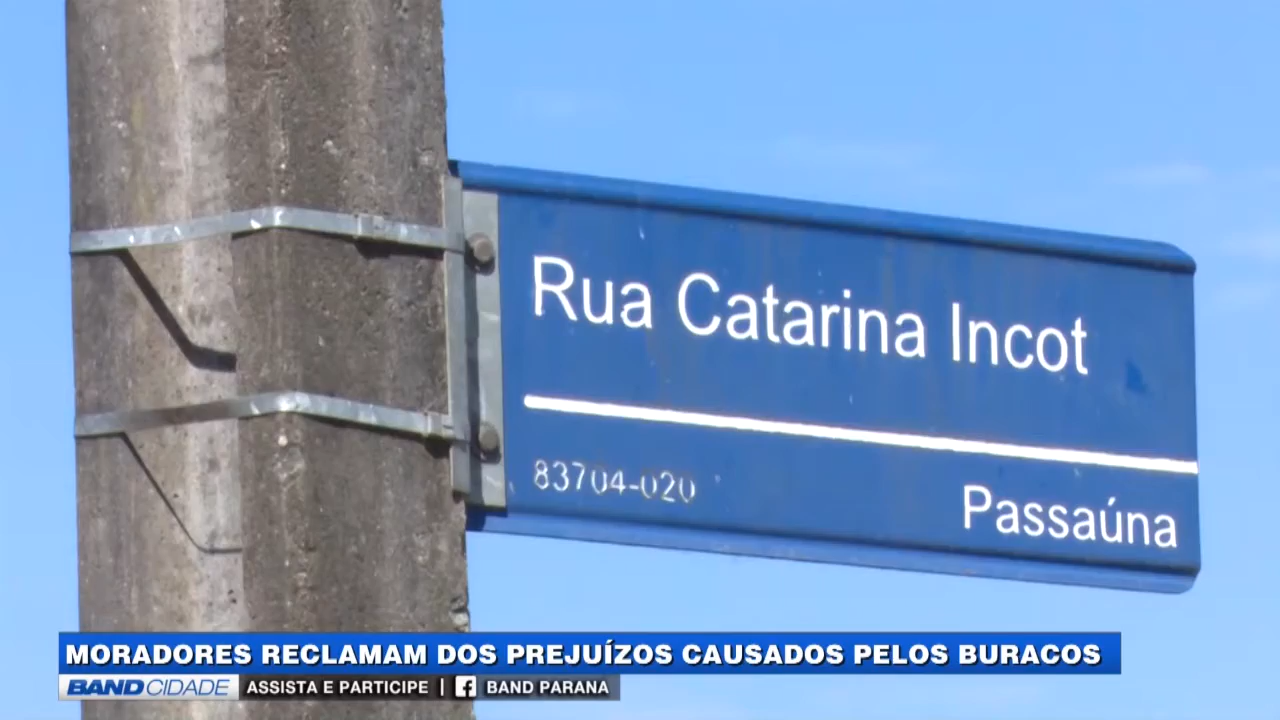 Rua Catarina Incot
83704-020
Passaúna
MORADORES RECLAMAM DOS PREJUÍZOS CAUSADOS PELOS BURACOS
BAND CIDADE ASSISTA E PARTICIPE | f BAND PARANA